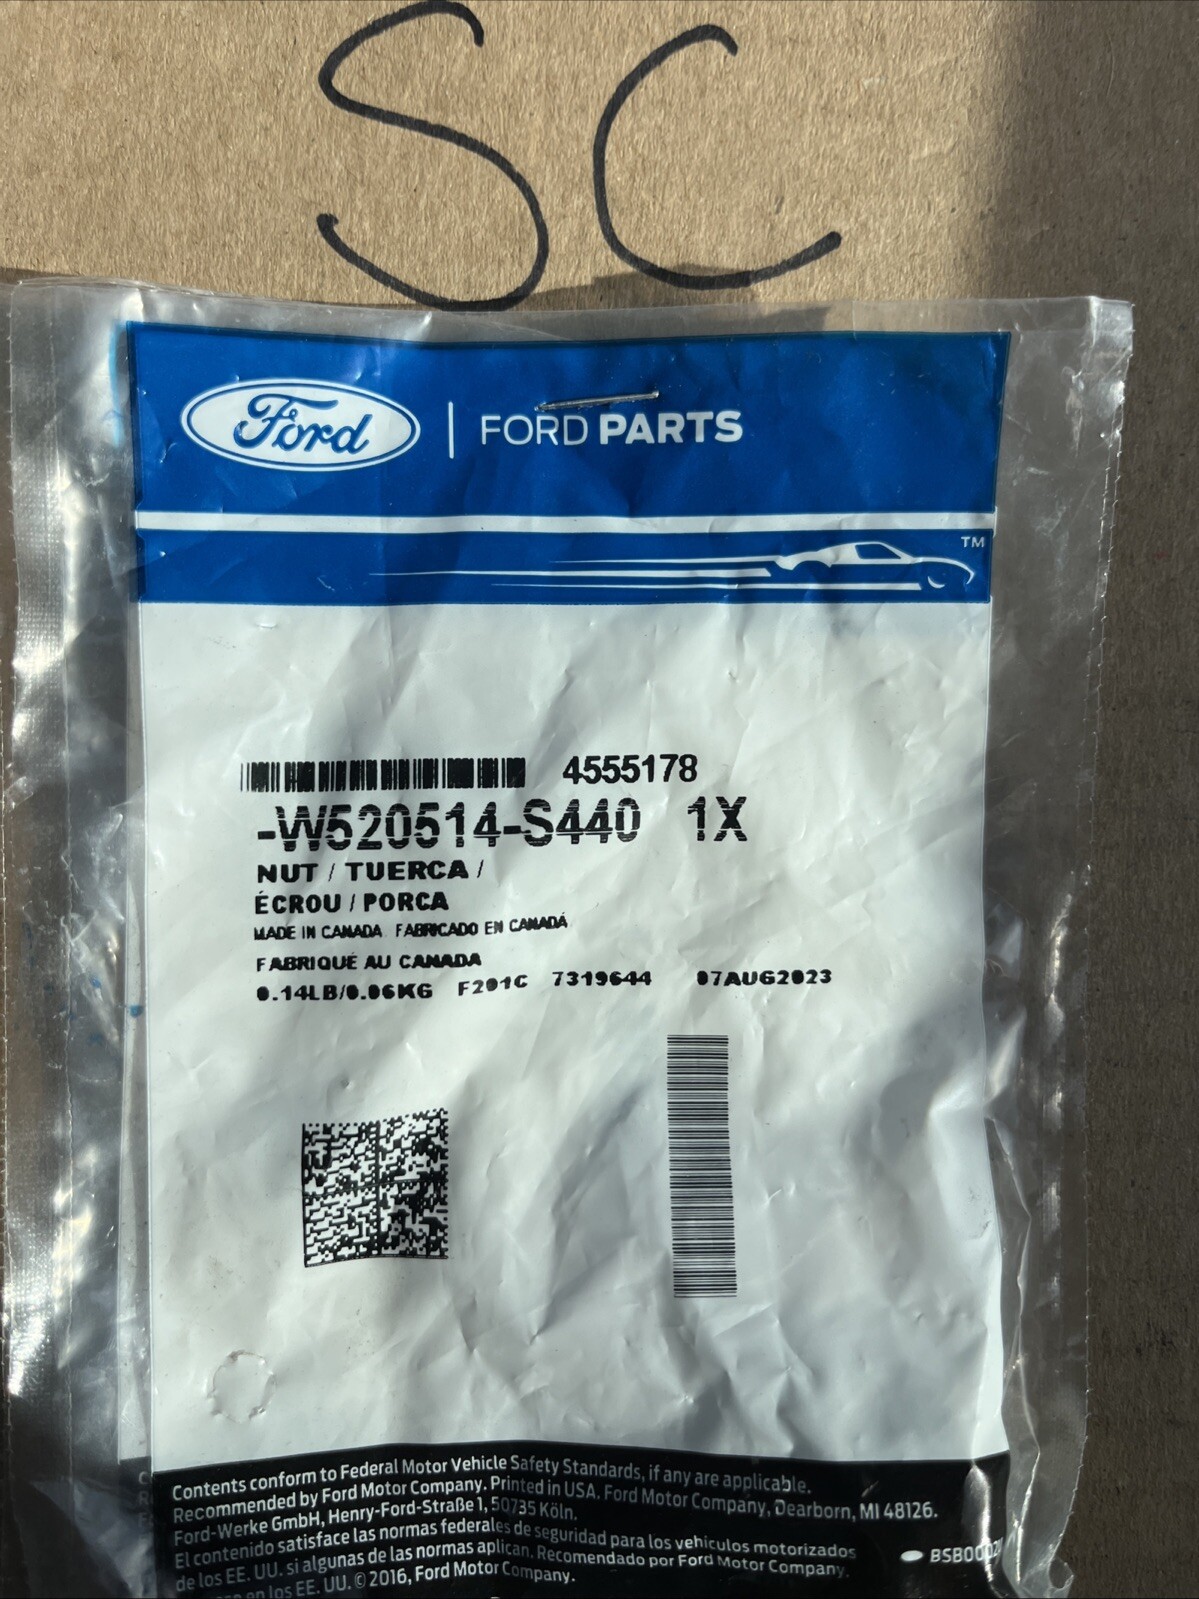 SC
Ford | FORD PARTS
TM
4555178
-W520514-S440 1X
NUT / TUERCA /
ÉCROU / PORCA
MADE IN CANADA FABRICADO EN CANADÁ
FABRIQUÉ AU CANADA
0.14LB/0.06KG F201C 7319644 07AUG2023
Contents conform to Federal Motor Vehicle Safety Standards, if any are applicable.
Recommended by Ford Motor Company. Printed in USA. Ford Motor Company, Dearborn, MI 48126.
Ford-Werke GmbH, Henry-Ford-Straße 1, 50735 Köln.
El contenido satisface las normas federales de seguridad para los vehículos motorizados
de los EE. UU. si algunas de las normas aplican. Recomendado por Ford Motor Company.
en los EE. UU. © 2016, Ford Motor Company.